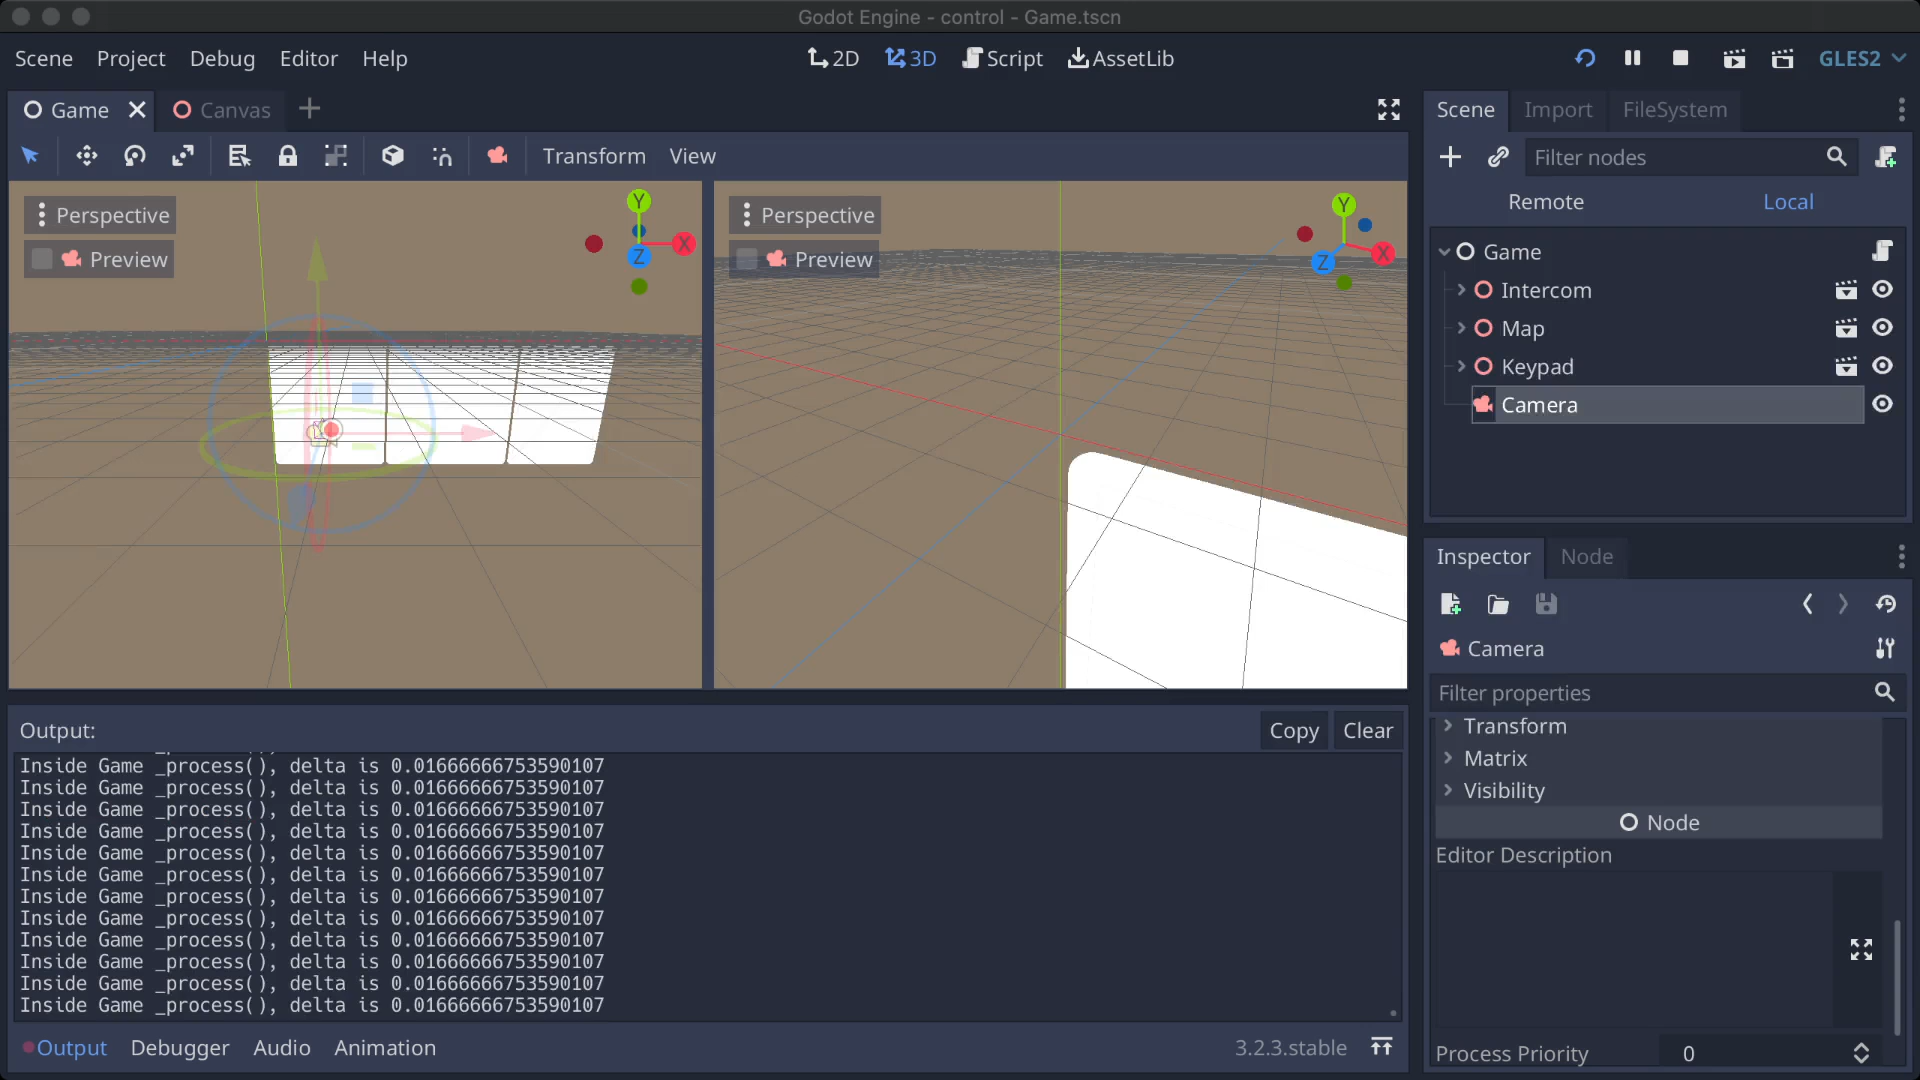 Godot Engine - control - Game.tscn
Scene Project Debug Editor Help 2D 3D Script AssetLib GLES2
Game Canvas
Transform View
Perspective
Preview
Y
X
Z
Perspective
Preview
Y
X
Z
Output:
Copy Clear
Inside Game _process(), delta is 0.01666666753590107
Inside Game _process(), delta is 0.01666666753590107
Inside Game _process(), delta is 0.01666666753590107
Inside Game _process(), delta is 0.01666666753590107
Inside Game _process(), delta is 0.01666666753590107
Inside Game _process(), delta is 0.01666666753590107
Inside Game _process(), delta is 0.01666666753590107
Inside Game _process(), delta is 0.01666666753590107
Inside Game _process(), delta is 0.01666666753590107
Inside Game _process(), delta is 0.01666666753590107
Inside Game _process(), delta is 0.01666666753590107
Inside Game _process(), delta is 0.01666666753590107
Output Debugger Audio Animation 3.2.3.stable
Scene Import FileSystem
Filter nodes
Remote Local
Game
Intercom
Map
Keypad
Camera
Inspector Node
Camera
Filter properties
Transform
Matrix
Visibility
Node
Editor Description
Process Priority 0